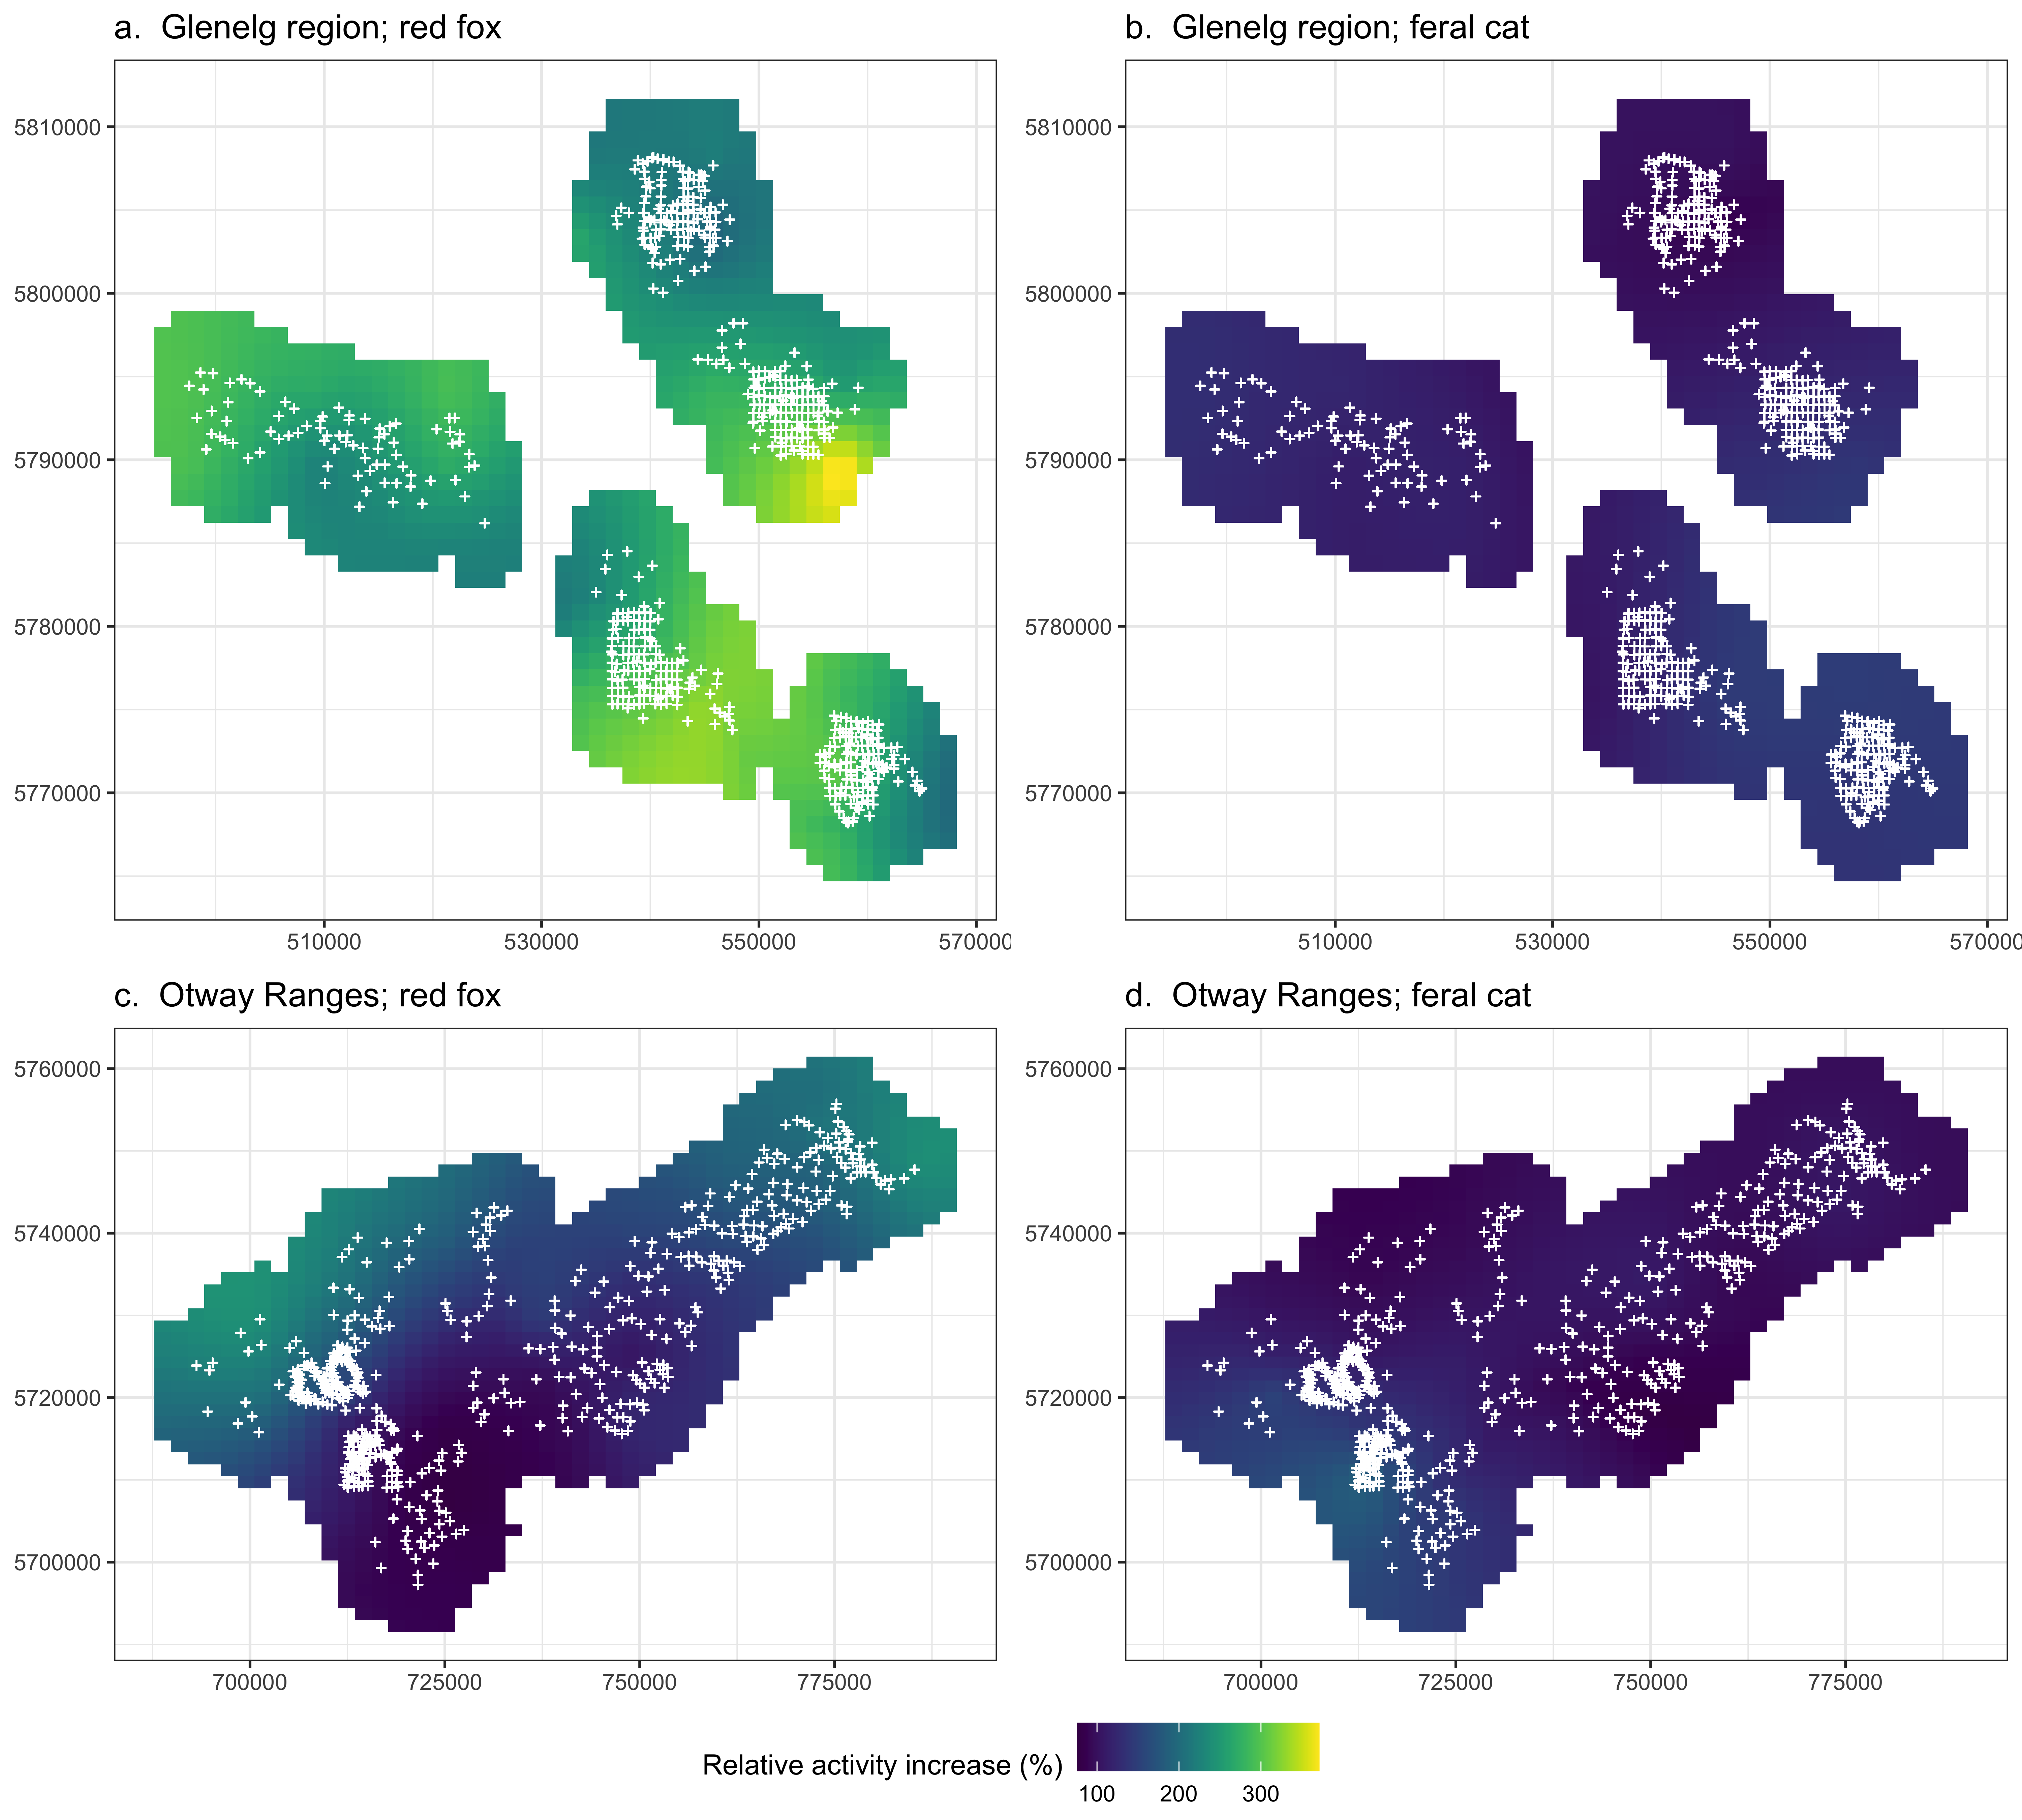 a.  Glenelg region; red fox
b.  Glenelg region; feral cat
5810000
5800000
5790000
5780000
5770000
510000 530000 550000 570000
5810000
5800000
5790000
5780000
5770000
510000 530000 550000 570000
c.  Otway Ranges; red fox
d.  Otway Ranges; feral cat
5760000
5740000
5720000
5700000
700000 725000 750000 775000
5760000
5740000
5720000
5700000
700000 725000 750000 775000
Relative activity increase (%)
100 200 300